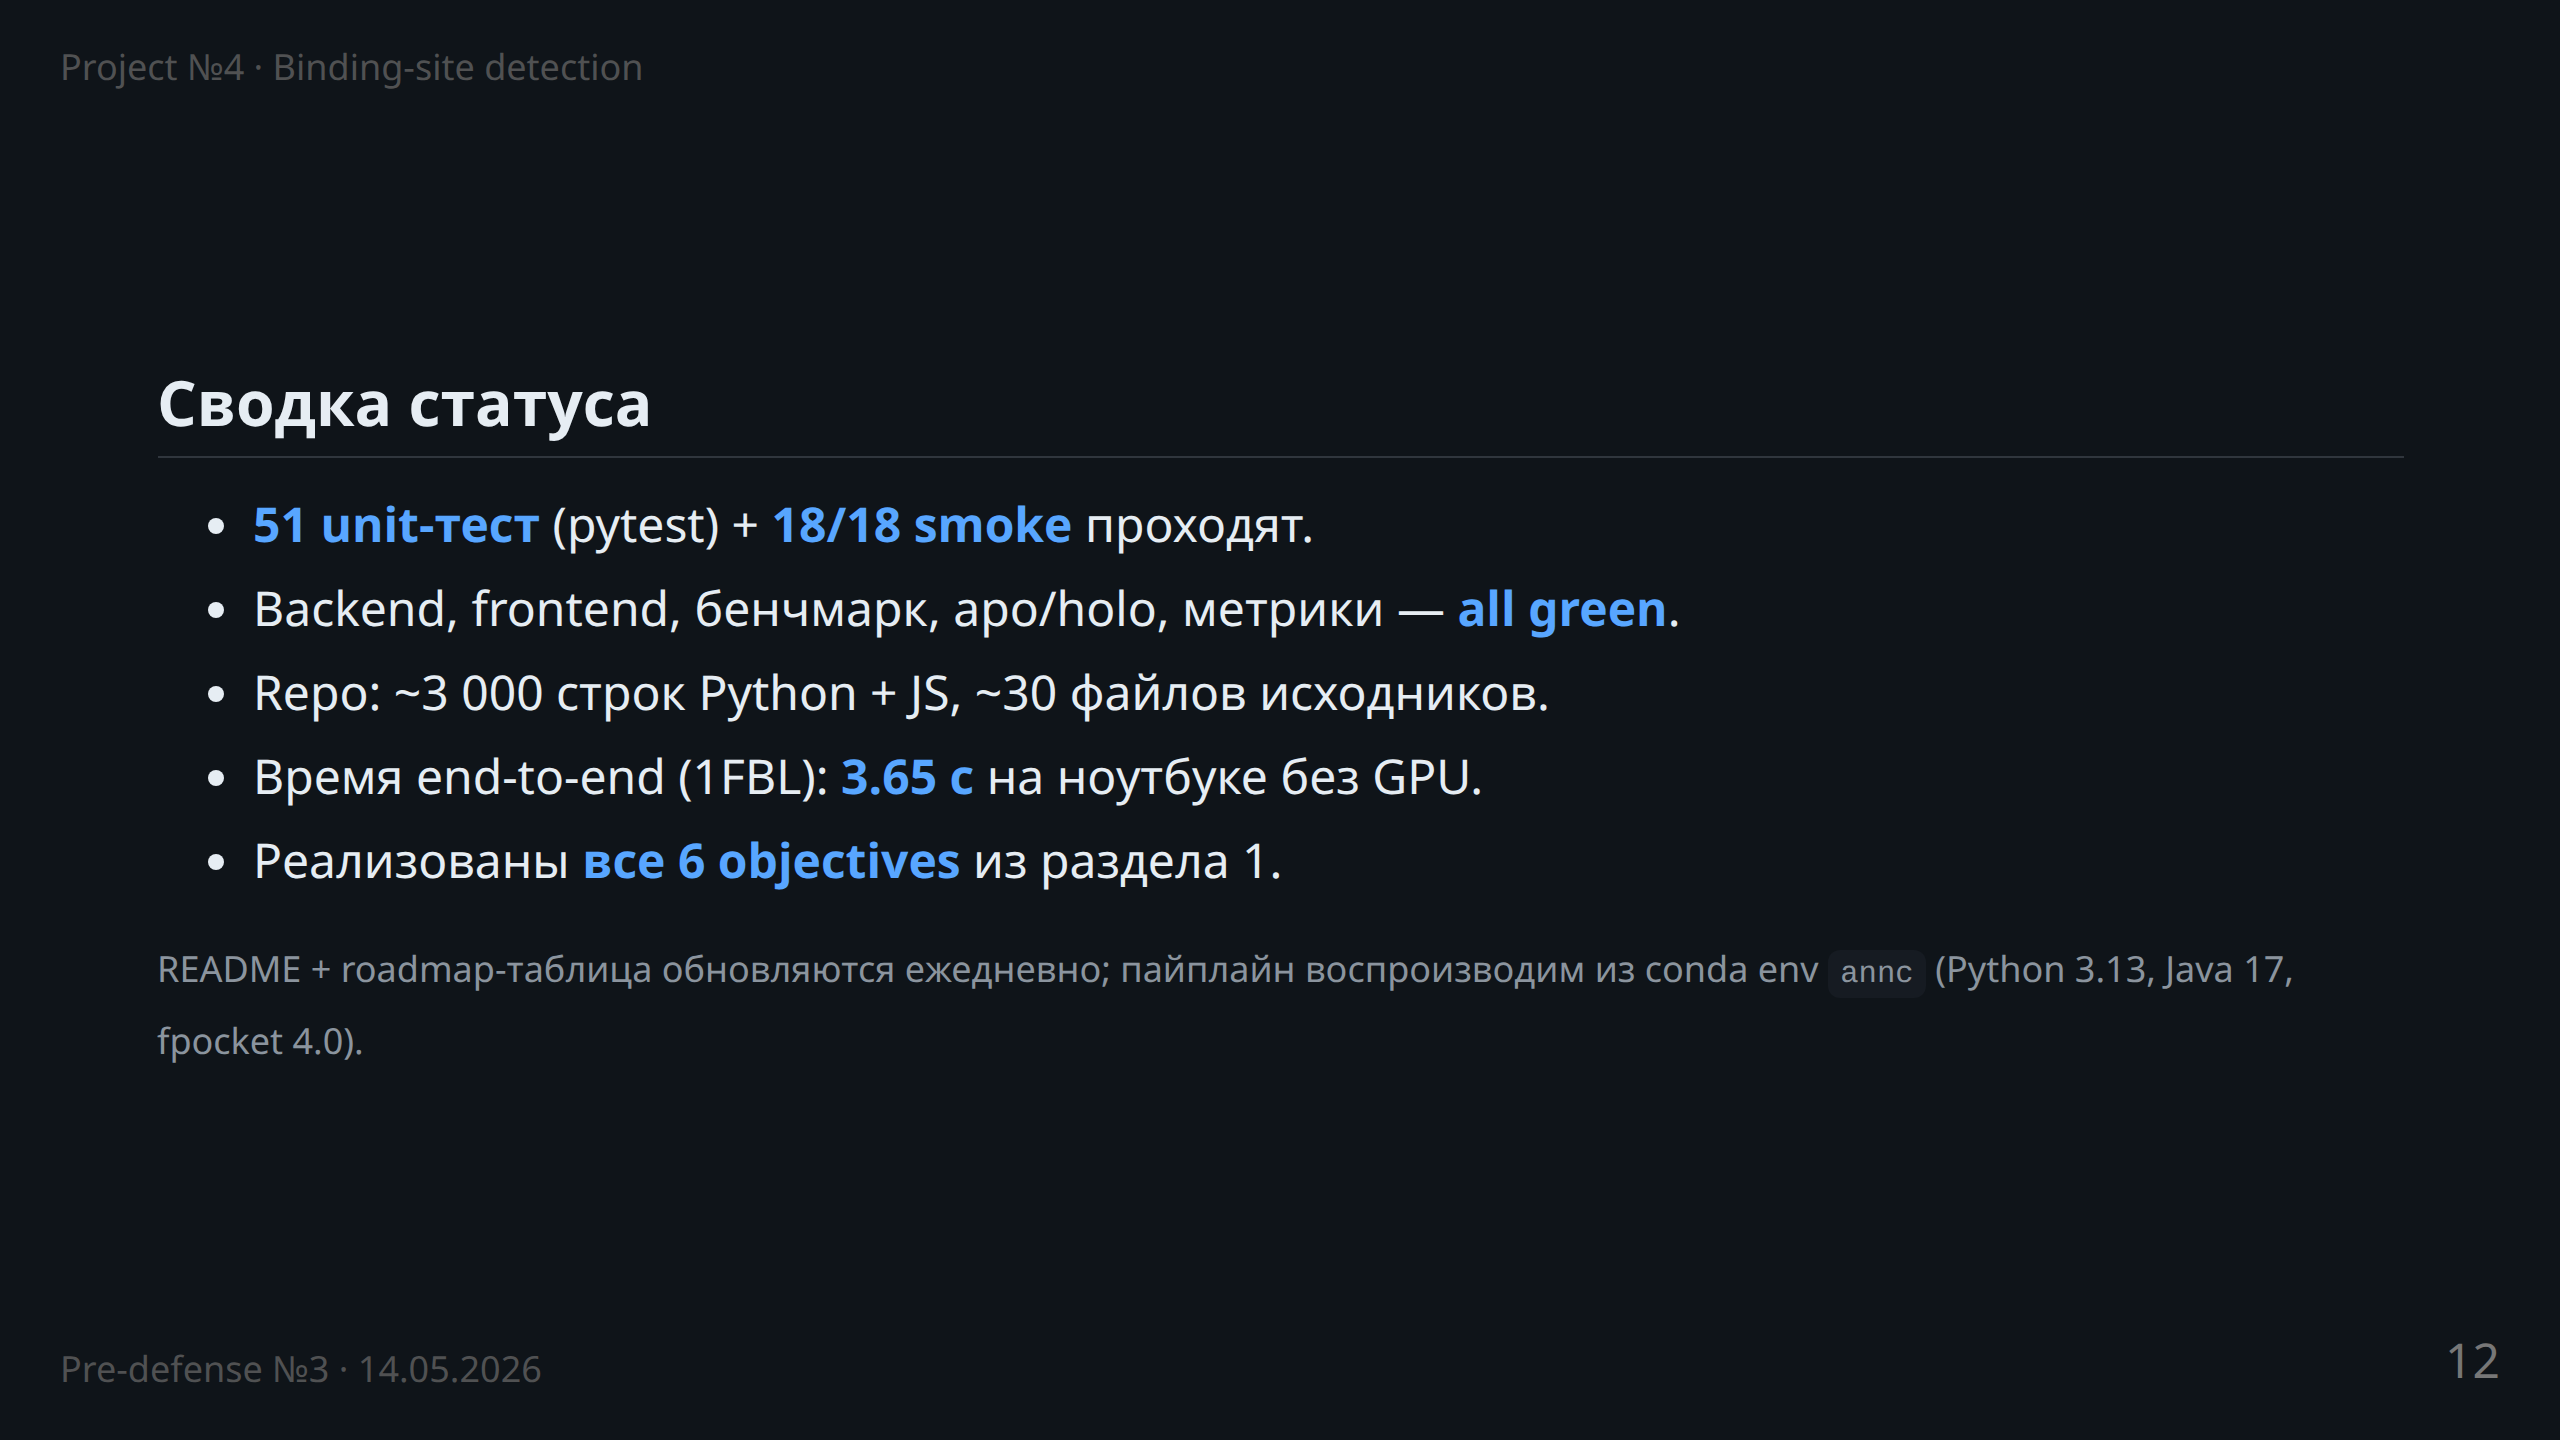 Project №4 · Binding-site detection
Сводка статуса
• 51 unit-тест (pytest) + 18/18 smoke проходят.
• Backend, frontend, бенчмарк, apo/holo, метрики — all green.
• Repo: ~3 000 строк Python + JS, ~30 файлов исходников.
• Время end-to-end (1FBL): 3.65 с на ноутбуке без GPU.
• Реализованы все 6 objectives из раздела 1.
README + roadmap-таблица обновляются ежедневно; пайплайн воспроизводим из conda env annc (Python 3.13, Java 17,
fpocket 4.0).
Pre-defense №3 · 14.05.2026
12